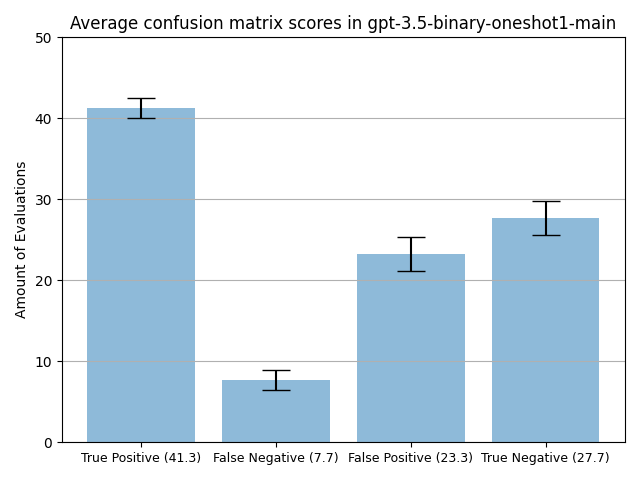 Average confusion matrix scores in gpt-3.5-binary-oneshot1-main
50
40
30
20
10
0
Amount of Evaluations
True Positive (41.3)
False Negative (7.7)
False Positive (23.3)
True Negative (27.7)